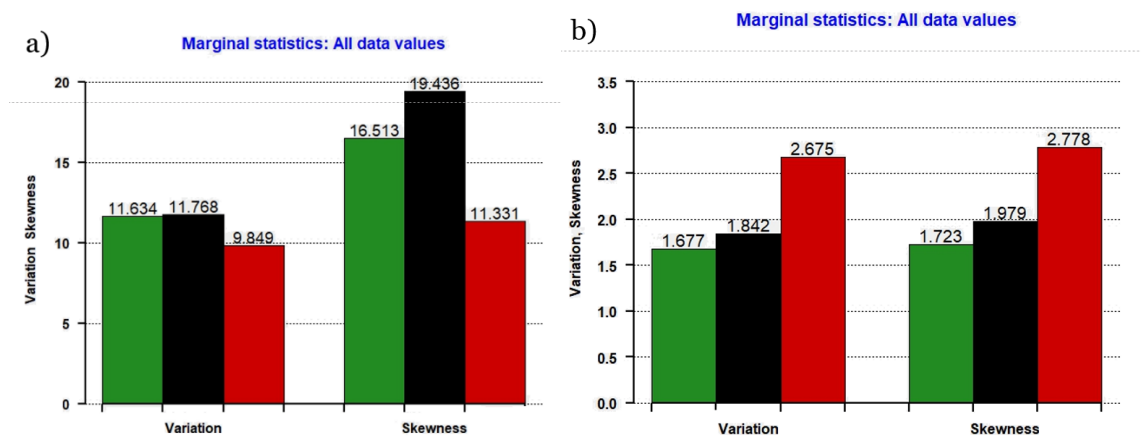 a)
Marginal statistics: All data values
Variation Skewness
20
15
10
5
0
11.634
11.768
9.849
16.513
19.436
11.331
Variation
Skewness
b)
Marginal statistics: All data values
Variation, Skewness
3.5
3.0
2.5
2.0
1.5
1.0
0.5
0.0
1.677
1.842
2.675
1.723
1.979
2.778
Variation
Skewness